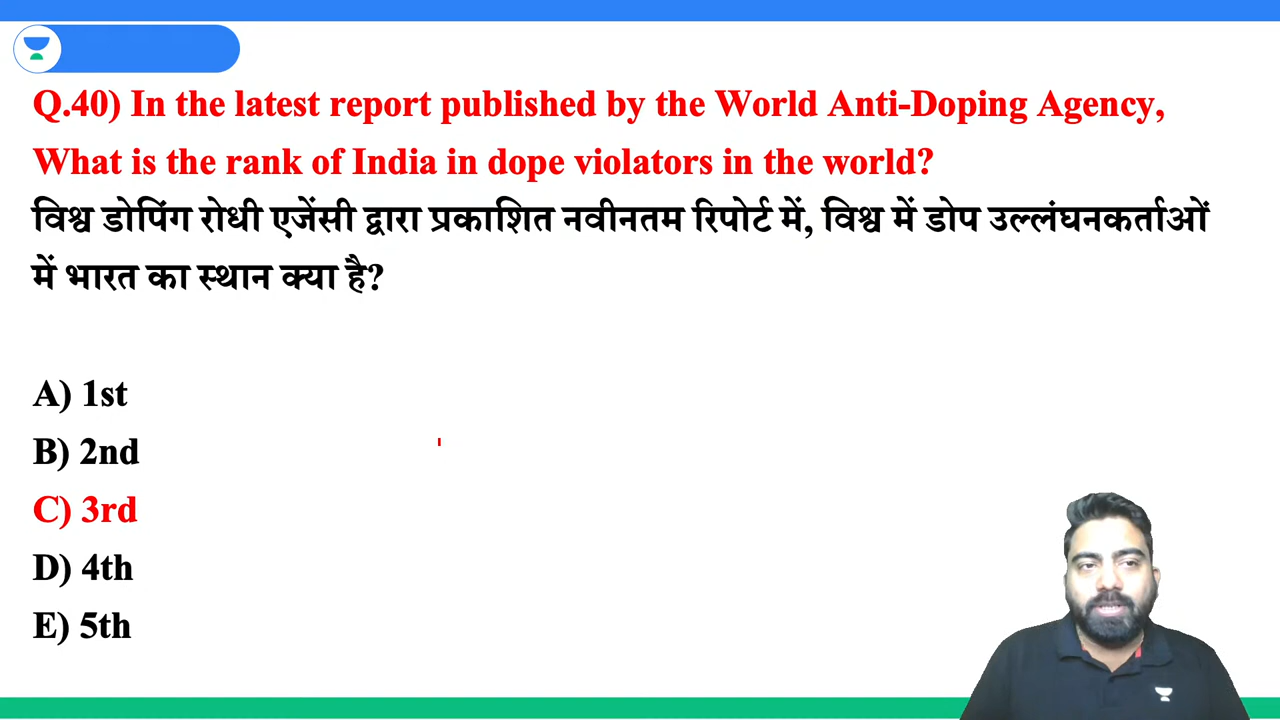 Q.40) In the latest report published by the World Anti-Doping Agency,
What is the rank of India in dope violators in the world?
विश्व डोपिंग रोधी एजेंसी द्वारा प्रकाशित नवीनतम रिपोर्ट में, विश्व में डोप उल्लंघनकर्ताओं
में भारत का स्थान क्या है?
A) 1st
B) 2nd
C) 3rd
D) 4th
E) 5th